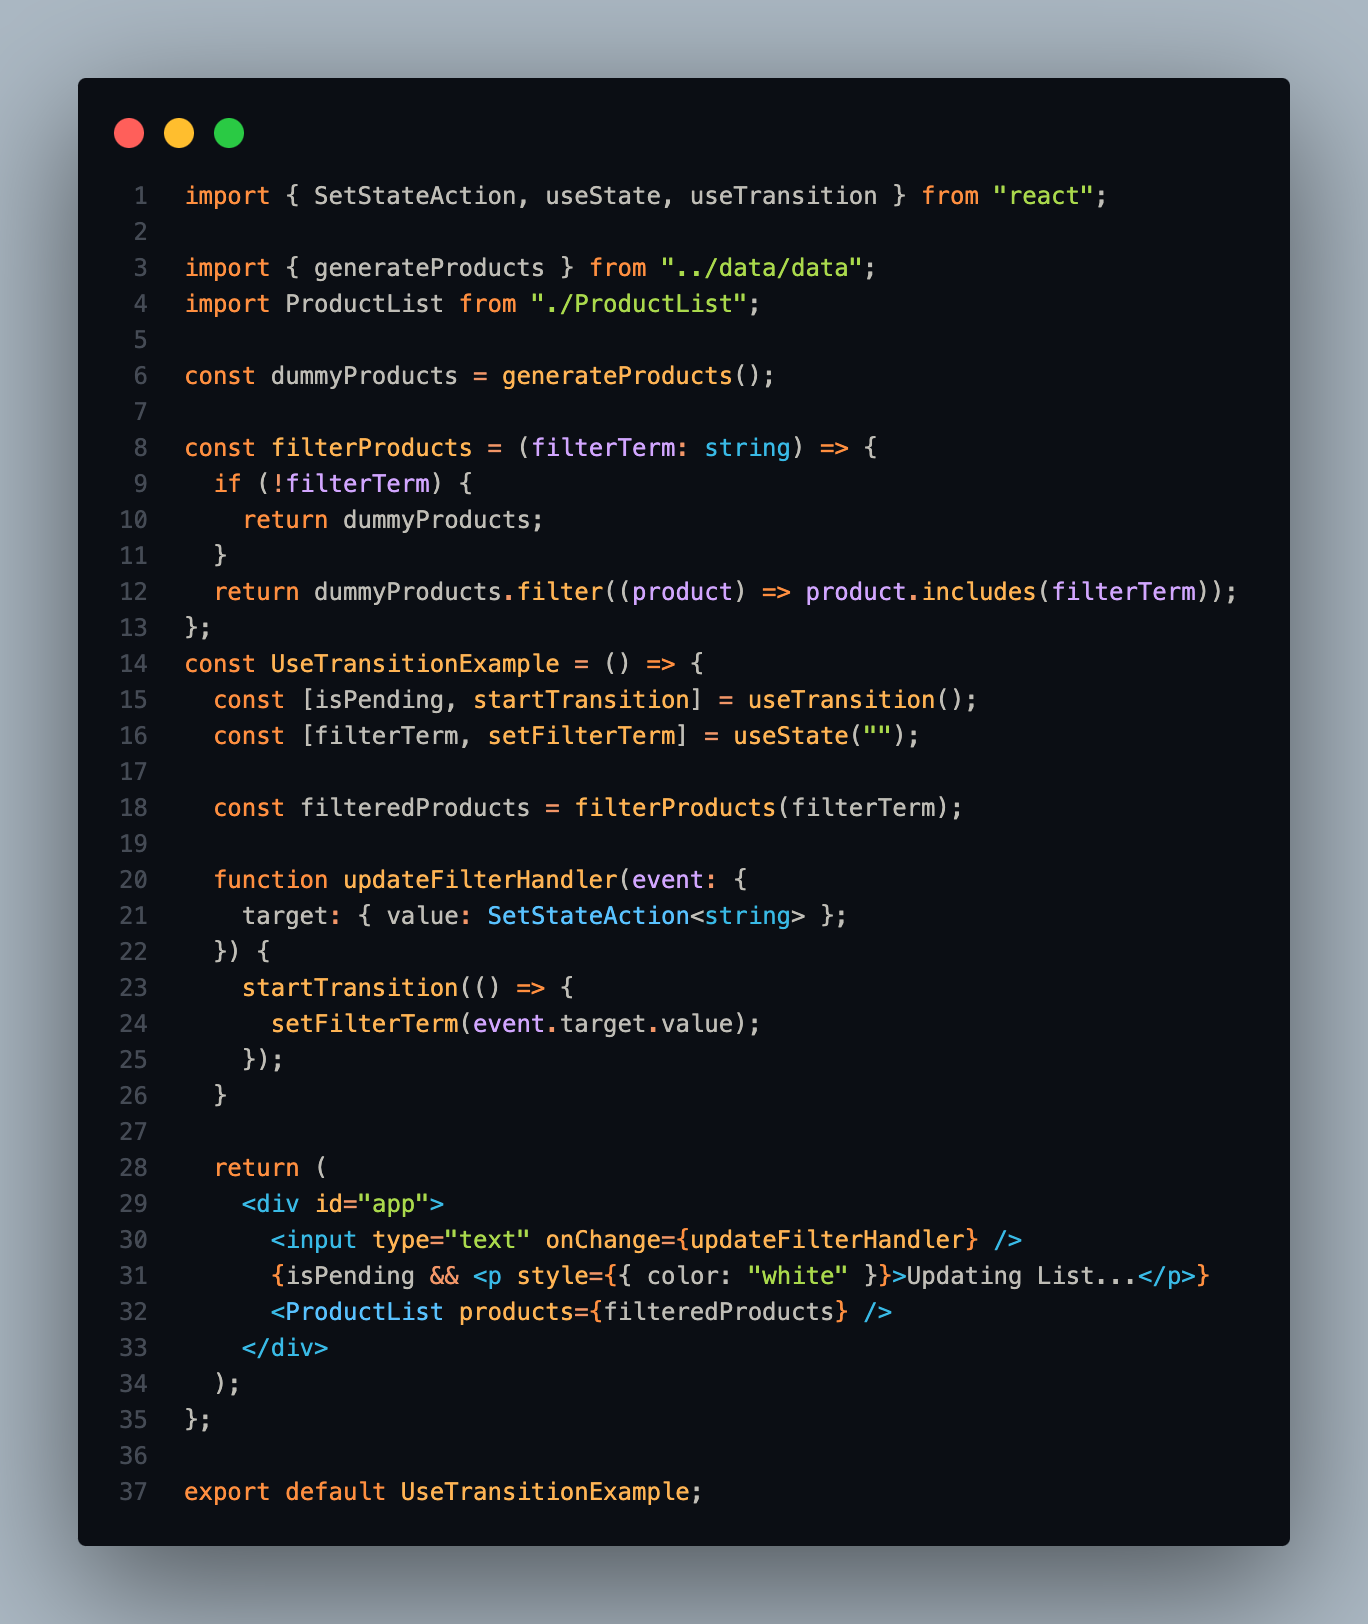 1 import { SetStateAction, useState, useTransition } from "react";
2
3 import { generateProducts } from "../data/data";
4 import ProductList from "./ProductList";
5
6 const dummyProducts = generateProducts();
7
8 const filterProducts = (filterTerm: string) => {
9   if (!filterTerm) {
10     return dummyProducts;
11   }
12   return dummyProducts.filter((product) => product.includes(filterTerm));
13 };
14 const UseTransitionExample = () => {
15   const [isPending, startTransition] = useTransition();
16   const [filterTerm, setFilterTerm] = useState("");
17
18   const filteredProducts = filterProducts(filterTerm);
19
20   function updateFilterHandler(event: {
21     target: { value: SetStateAction<string> };
22   }) {
23     startTransition(() => {
24       setFilterTerm(event.target.value);
25     });
26   }
27
28   return (
29     <div id="app">
30       <input type="text" onChange={updateFilterHandler} />
31       {isPending && <p style={{ color: "white" }}>Updating List...</p>}
32       <ProductList products={filteredProducts} />
33     </div>
34   );
35 };
36
37 export default UseTransitionExample;